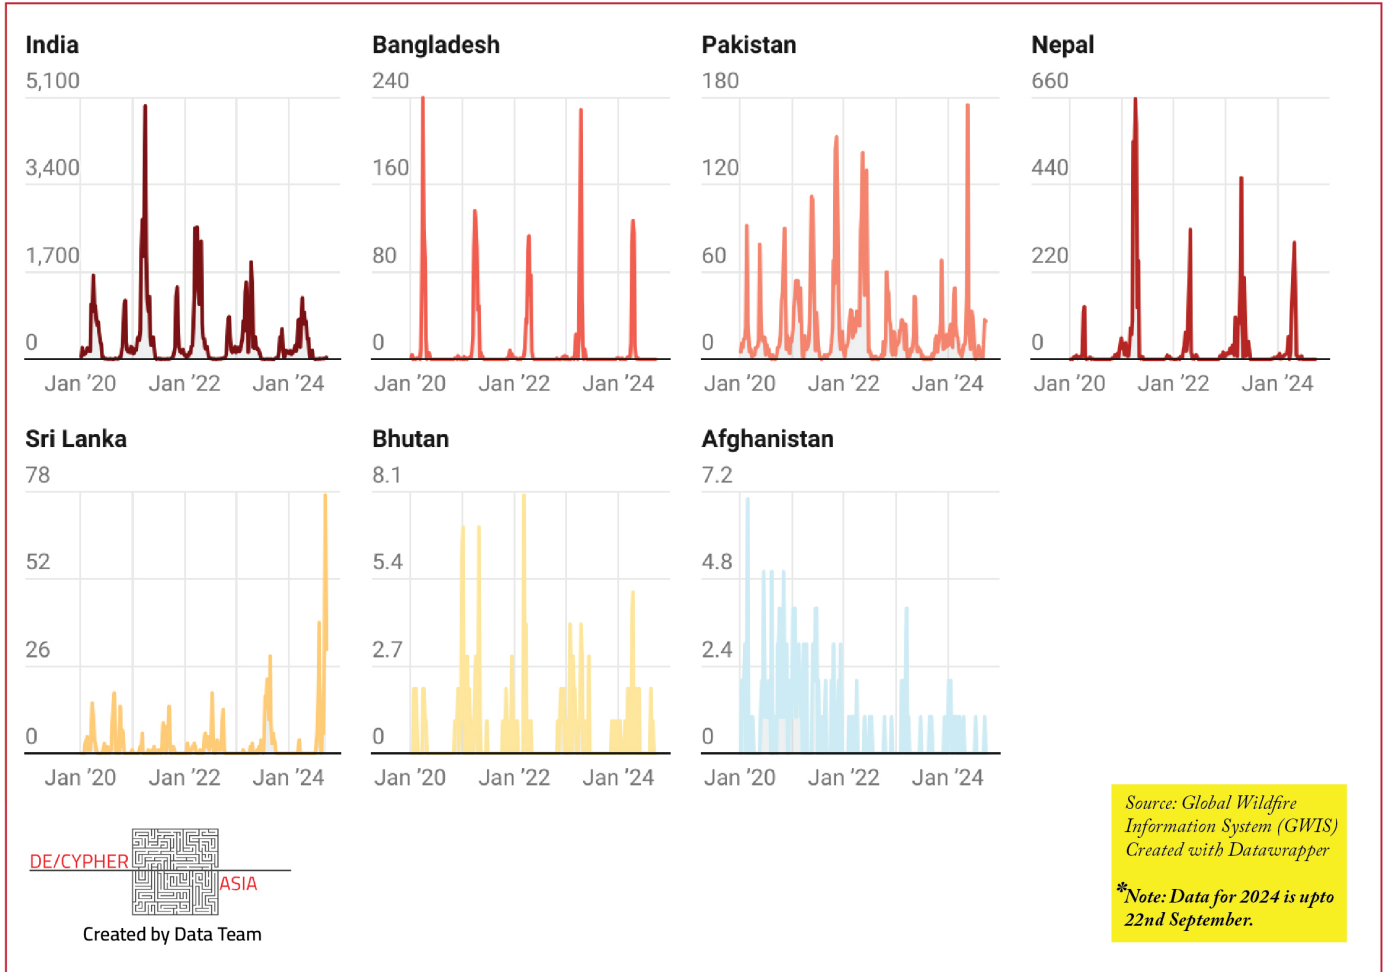 India
5,100
3,400
1,700
0
Jan '20 Jan '22 Jan '24
Bangladesh
240
160
80
0
Jan '20 Jan '22 Jan '24
Pakistan
180
120
60
0
Jan '20 Jan '22 Jan '24
Nepal
660
440
220
0
Jan '20 Jan '22 Jan '24
Sri Lanka
78
52
26
0
Jan '20 Jan '22 Jan '24
Bhutan
8.1
5.4
2.7
0
Jan '20 Jan '22 Jan '24
Afghanistan
7.2
4.8
2.4
0
Jan '20 Jan '22 Jan '24
DE/CYPHER
ASIA
Created by Data Team
Source: Global Wildfire
Information System (GWIS)
Created with Datawrapper
*Note: Data for 2024 is upto
22nd September.